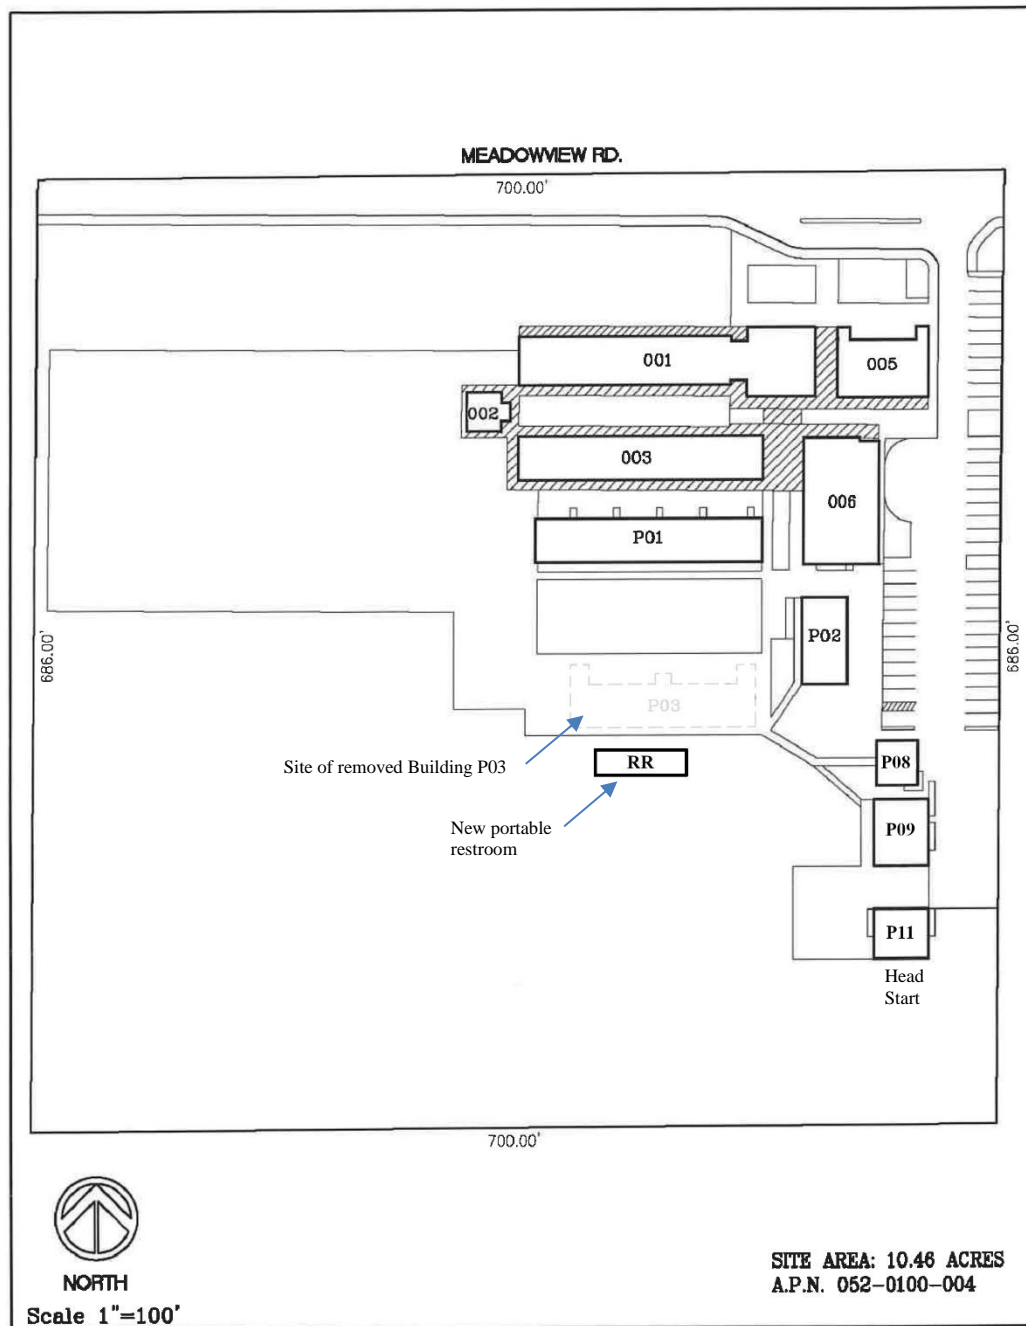 MEADOWVIEW RD.
700.00'
001
005
002
003
006
P01
P02
686.00'
686.00'
P03
Site of removed Building P03
RR
P08
New portable
restroom
P09
P11
Head
Start
700.00'
NORTH
Scale 1"=100'
SITE AREA: 10.46 ACRES
A.P.N. 052-0100-004